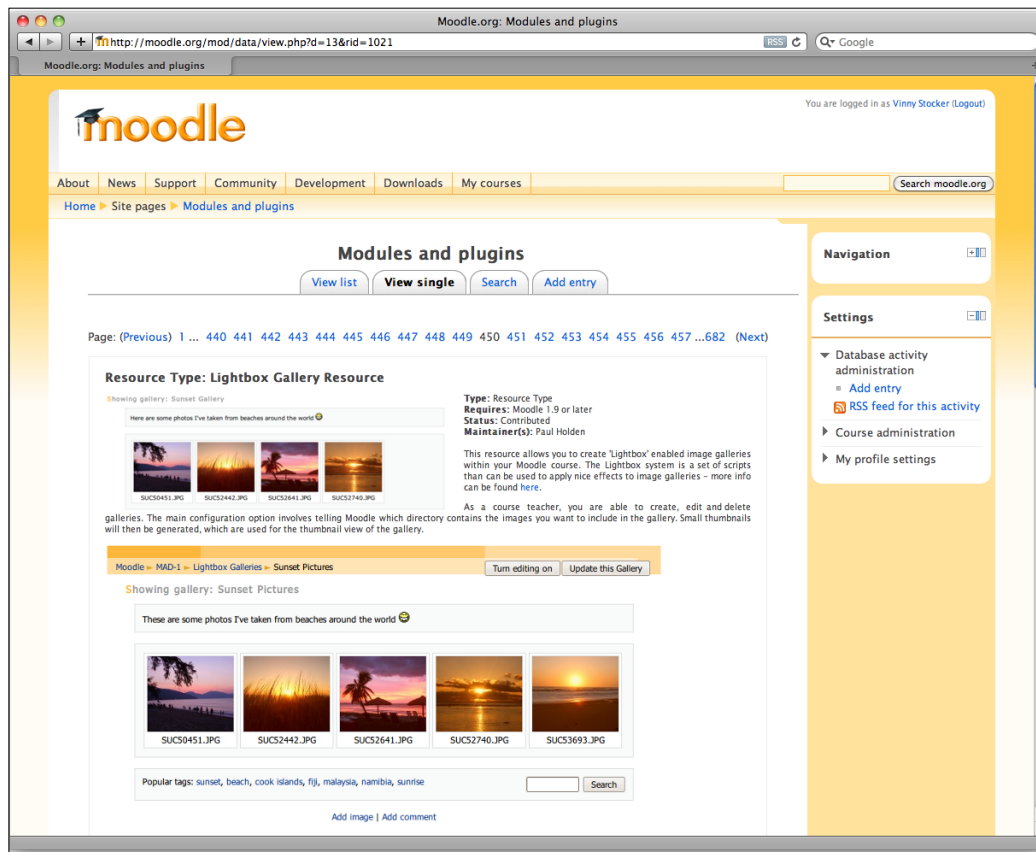 Moodle.org: Modules and plugins
http://moodle.org/mod/data/view.php?d=13&rid=1021
RSS
Google
Moodle.org: Modules and plugins
moodle
You are logged in as Vinny Stocker (Logout)
About News Support Community Development Downloads My courses
Search moodle.org
Home ► Site pages ► Modules and plugins
Modules and plugins
View list View single Search Add entry
Page: (Previous) 1 ... 440 441 442 443 444 445 446 447 448 449 450 451 452 453 454 455 456 457 ...682 (Next)
Resource Type: Lightbox Gallery Resource
Showing gallery: Sunset Gallery
Here are some photos I've taken from beaches around the world
SUC50451.JPG SUC52442.JPG SUC52641.JPG SUC52740.JPG
Type: Resource Type
Requires: Moodle 1.9 or later
Status: Contributed
Maintainer(s): Paul Holden
This resource allows you to create 'Lightbox' enabled image galleries
within your Moodle course. The Lightbox system is a set of scripts
than can be used to apply nice effects to image galleries – more info
can be found here.
As a course teacher, you are able to create, edit and delete
galleries. The main configuration option involves telling Moodle which directory contains the images you want to include in the gallery. Small thumbnails
will then be generated, which are used for the thumbnail view of the gallery.
Moodle ► MAD-1 ► Lightbox Galleries ► Sunset Pictures
Turn editing on Update this Gallery
Showing gallery: Sunset Pictures
These are some photos I've taken from beaches around the world
SUC50451.JPG SUC52442.JPG SUC52641.JPG SUC52740.JPG SUC53693.JPG
Popular tags: sunset, beach, cook islands, fiji, malaysia, namibia, sunrise
Search
Add image | Add comment
Navigation
Settings
Database activity
administration
Add entry
RSS feed for this activity
Course administration
My profile settings